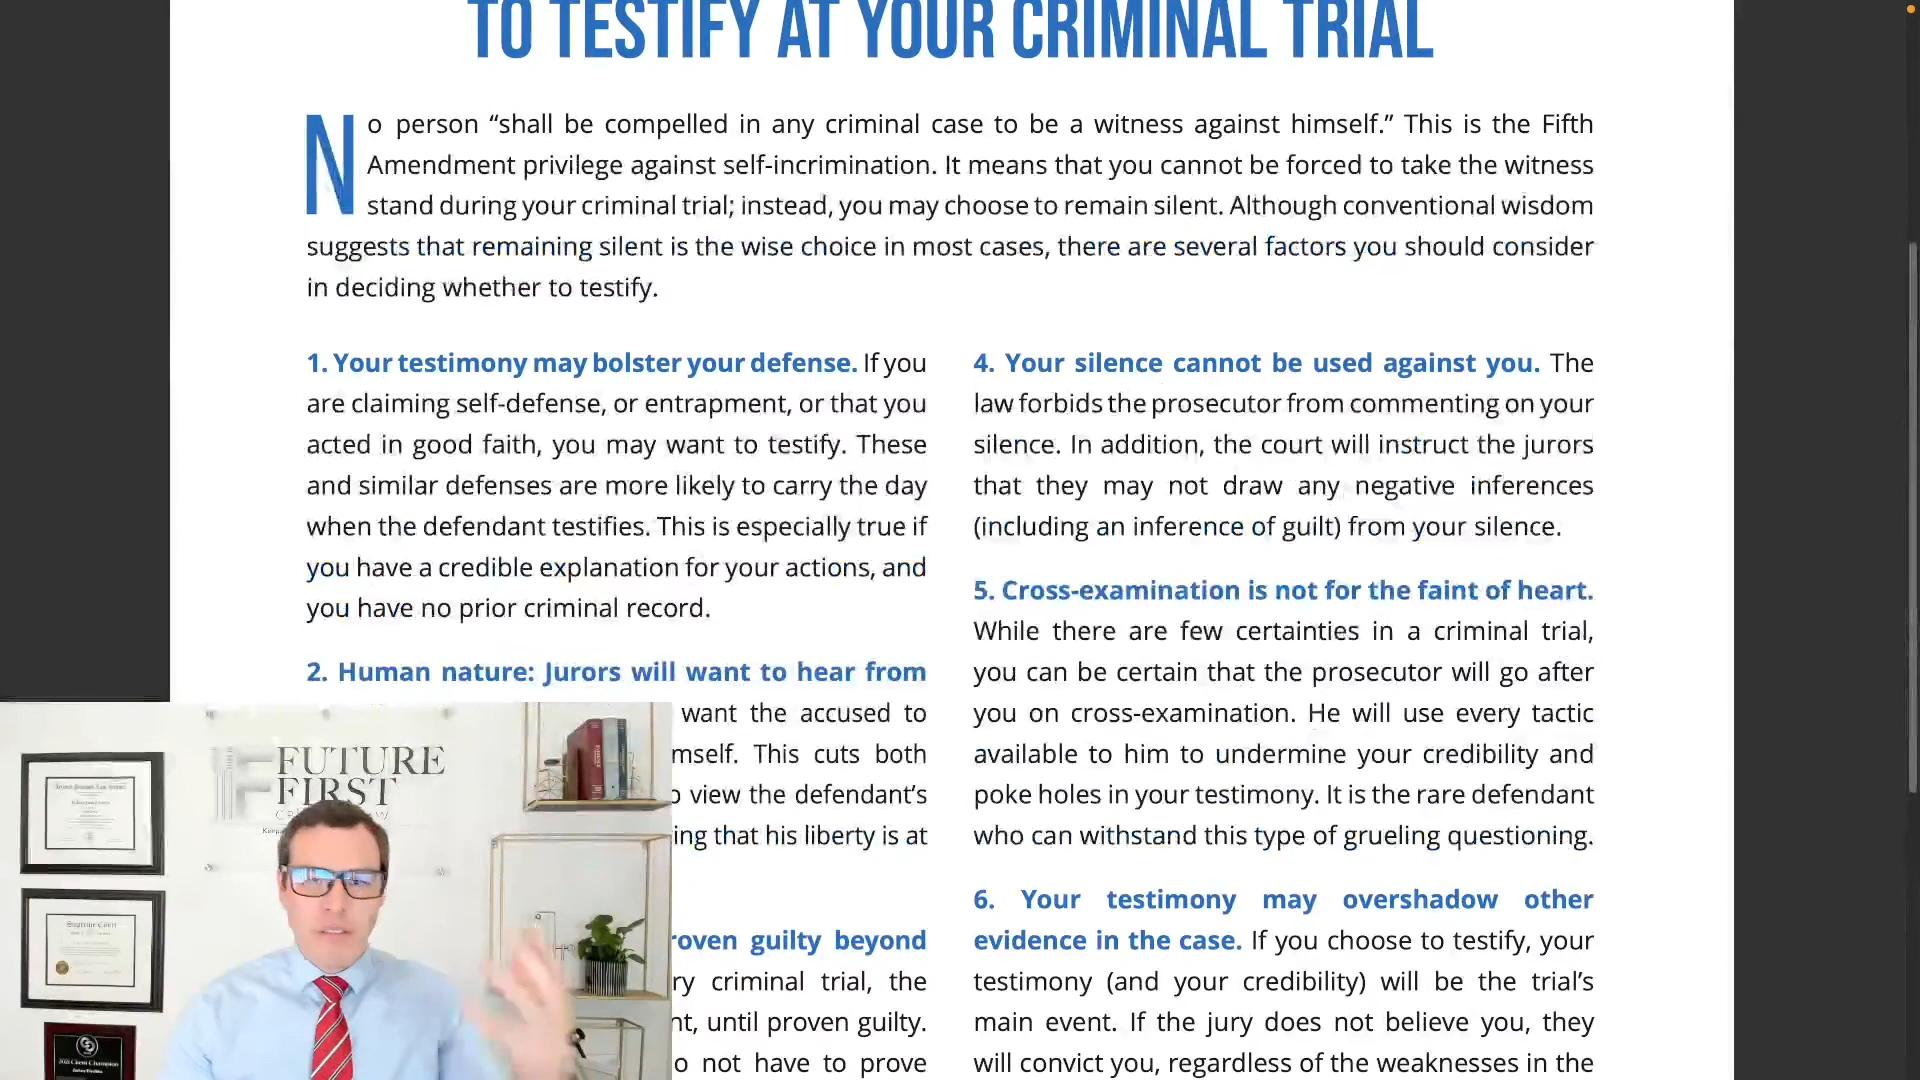 TO TESTIFY AT YOUR CRIMINAL TRIAL
No person “shall be compelled in any criminal case to be a witness against himself.” This is the Fifth
Amendment privilege against self-incrimination. It means that you cannot be forced to take the witness
stand during your criminal trial; instead, you may choose to remain silent. Although conventional wisdom
suggests that remaining silent is the wise choice in most cases, there are several factors you should consider
in deciding whether to testify.
1. Your testimony may bolster your defense. If you
are claiming self-defense, or entrapment, or that you
acted in good faith, you may want to testify. These
and similar defenses are more likely to carry the day
when the defendant testifies. This is especially true if
you have a credible explanation for your actions, and
you have no prior criminal record.
2. Human nature: Jurors will want to hear from
want the accused to
mself. This cuts both
view the defendant’s
ing that his liberty is at
roven guilty beyond
ry criminal trial, the
nt, until proven guilty.
o not have to prove
4. Your silence cannot be used against you. The
law forbids the prosecutor from commenting on your
silence. In addition, the court will instruct the jurors
that they may not draw any negative inferences
(including an inference of guilt) from your silence.
5. Cross-examination is not for the faint of heart.
While there are few certainties in a criminal trial,
you can be certain that the prosecutor will go after
you on cross-examination. He will use every tactic
available to him to undermine your credibility and
poke holes in your testimony. It is the rare defendant
who can withstand this type of grueling questioning.
6. Your testimony may overshadow other
evidence in the case. If you choose to testify, your
testimony (and your credibility) will be the trial’s
main event. If the jury does not believe you, they
will convict you, regardless of the weaknesses in the
FUTURE
FIRST
Supreme Court